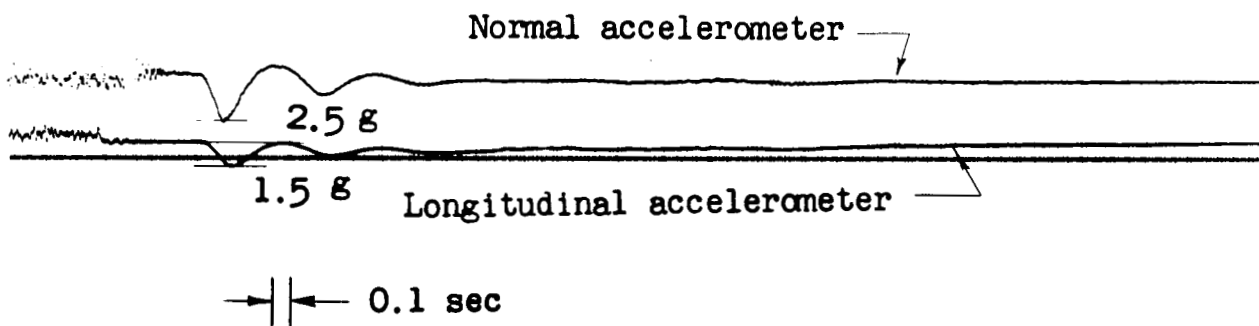 Normal accelerometer
2.5 g
1.5 g
Longitudinal accelerometer
0.1 sec